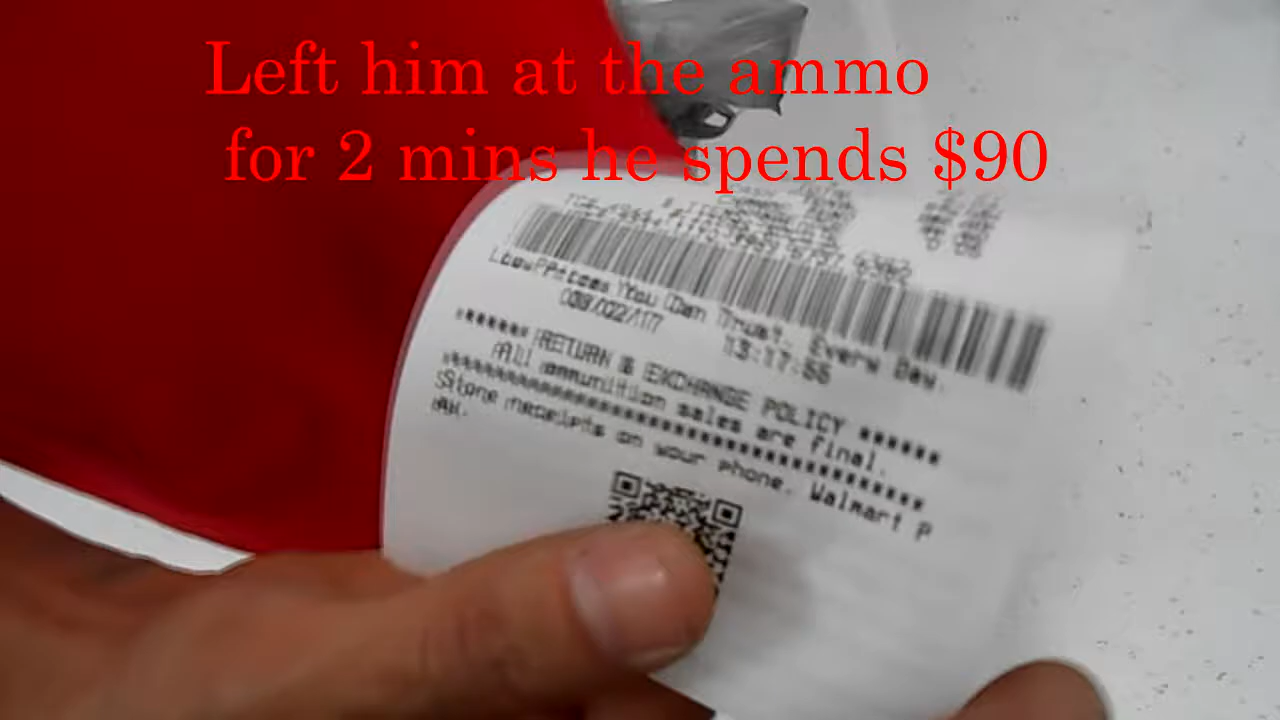 Left him at the ammo
for 2 mins he spends $90
Low Prices You Can Trust. Every Day.
13:17:55
****** RETURN & EXCHANGE POLICY ******
All ammunition sales are final.
Store receipts on your phone. Walmart P
ay.